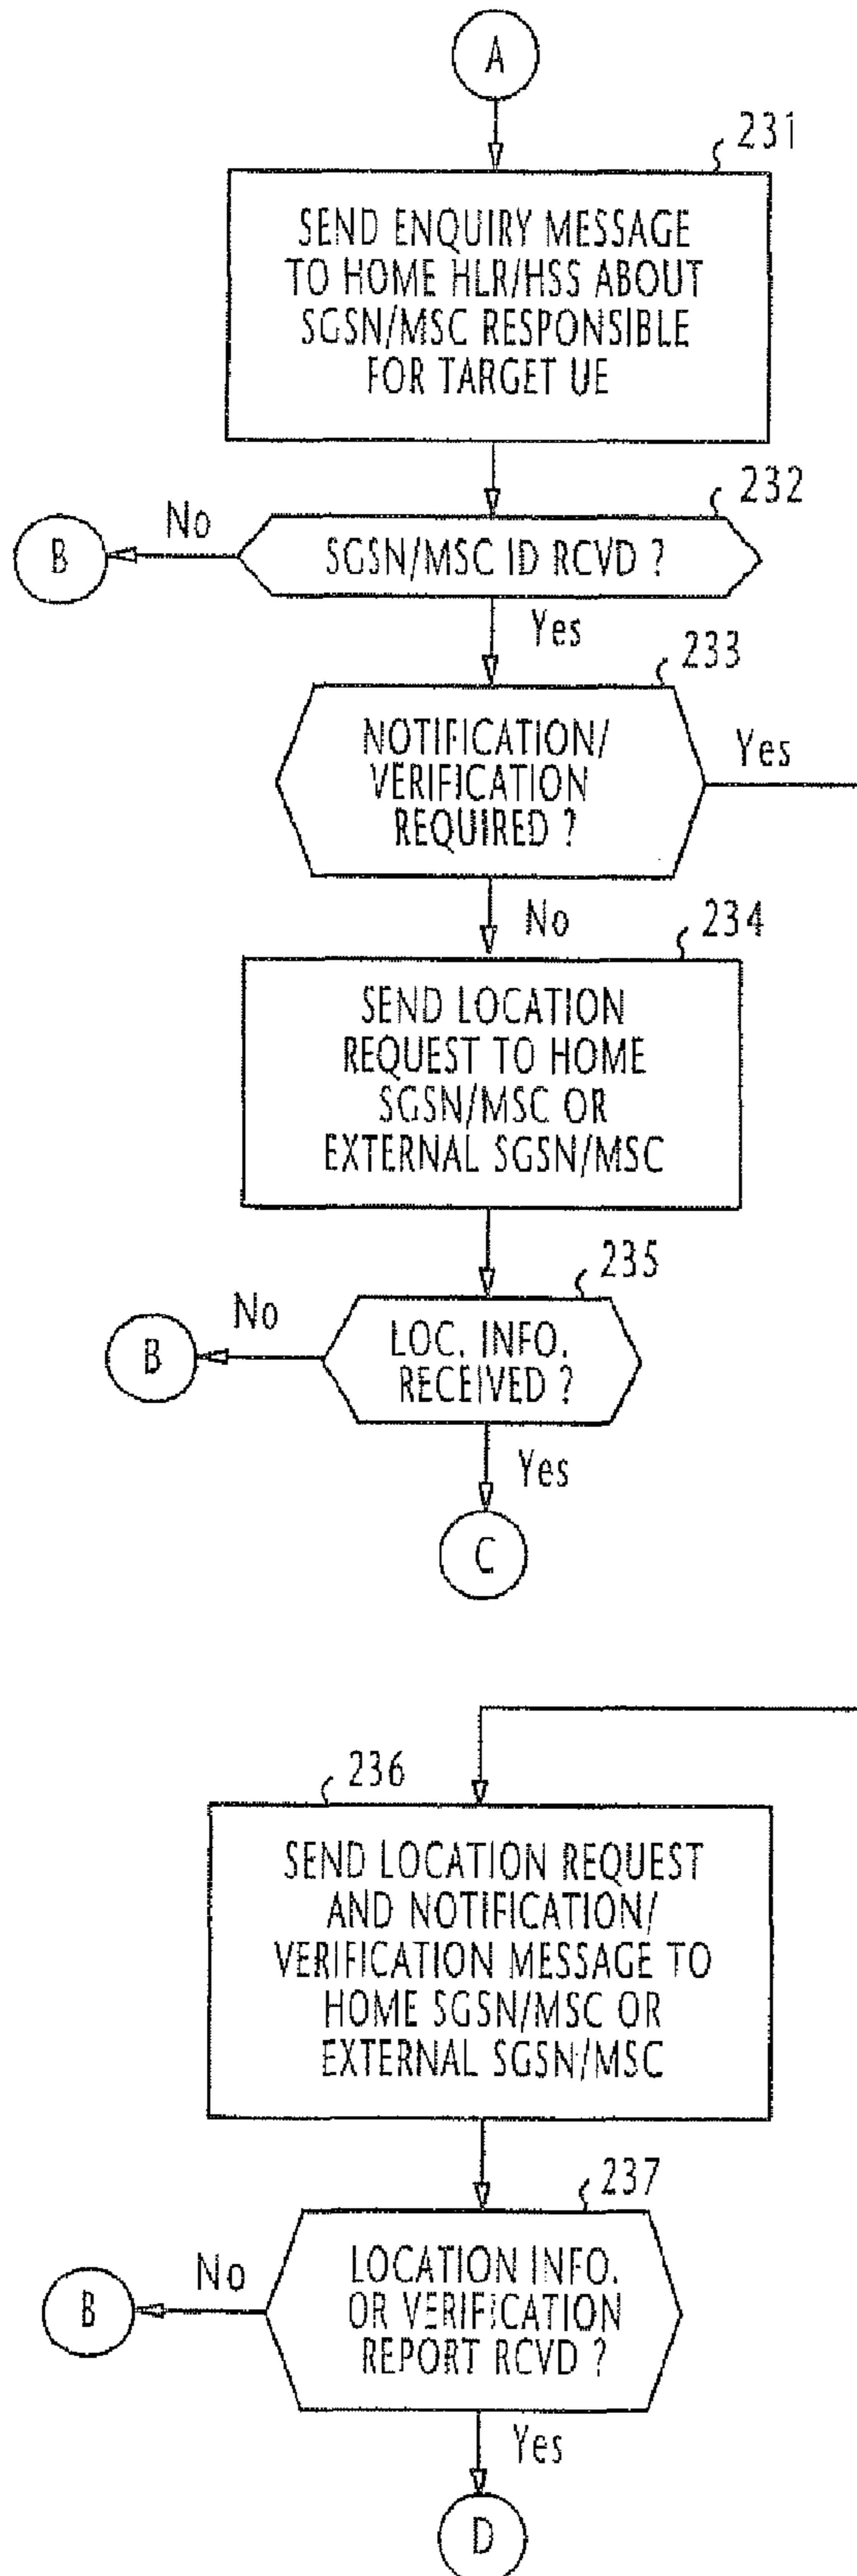 A
231
SEND ENQUIRY MESSAGE
TO HOME HLR/HSS ABOUT
SGSN/MSC RESPONSIBLE
FOR TARGET UE
232
No
B
SGSN/MSC ID RCVD ?
Yes
233
NOTIFICATION/
VERIFICATION
REQUIRED ?
Yes
No
234
SEND LOCATION
REQUEST TO HOME
SGSN/MSC OR
EXTERNAL SGSN/MSC
235
No
B
LOC. INFO.
RECEIVED ?
Yes
C
236
SEND LOCATION REQUEST
AND NOTIFICATION/
VERIFICATION MESSAGE TO
HOME SGSN/MSC OR
EXTERNAL SGSN/MSC
237
No
B
LOCATION INFO.
OR VERIFICATION
REPORT RCVD ?
Yes
D